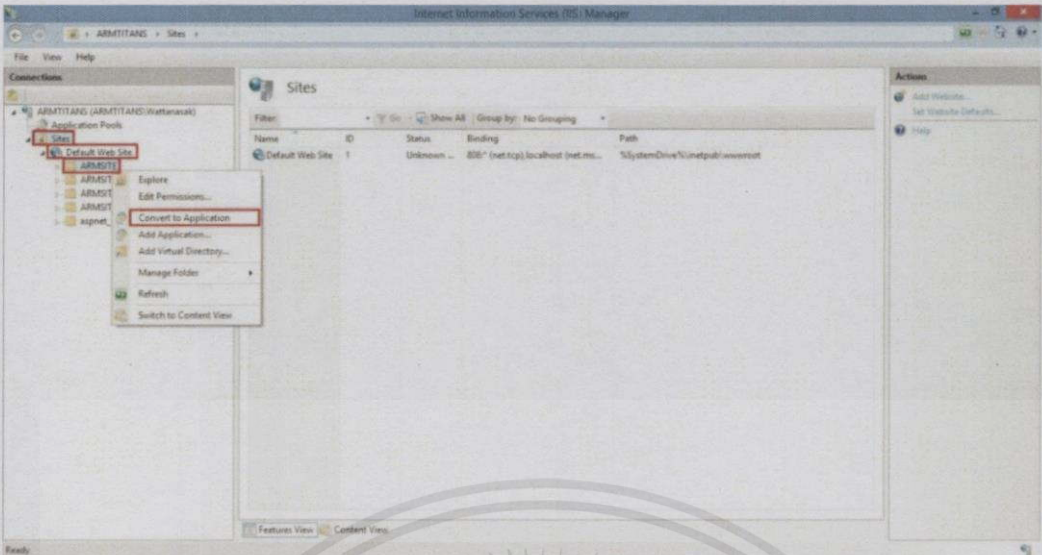 Internet Information Services (IIS) Manager
ARMTITANS
Sites
File View Help
Connections
ARMTITANS (ARMTITANS\Wattanasak)
Application Pools
Sites
Default Web Site
ARMSITE
ARMSIT
ARMSIT
ARMSIT
aspnet_
Explore
Edit Permissions...
Convert to Application
Add Application...
Add Virtual Directory...
Manage Folder
Refresh
Switch to Content View
Sites
Filter: Go Show All Group by: No Grouping
Name ID Status Binding Path
Default Web Site 1 Unknown ... 808:* (net.tcp),localhost (net.ms... %SystemDrive%\inetpub\wwwroot
Features View Content View
Actions
Add Website...
Set Website Defaults...
Help
Ready